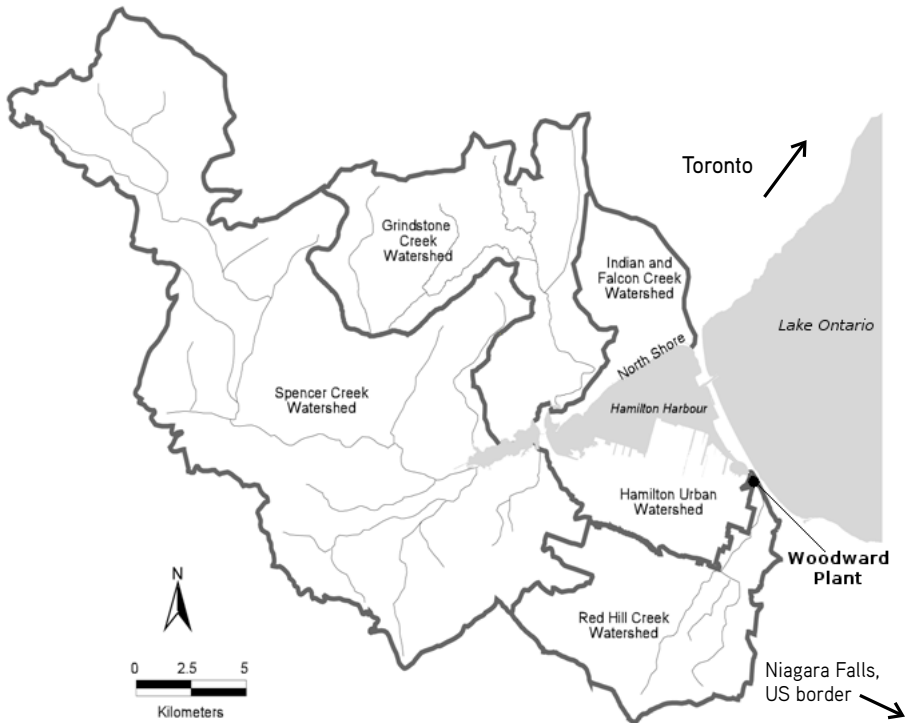 Toronto
Grindstone
Creek
Watershed
Indian and
Falcon Creek
Watershed
Lake Ontario
North Shore
Spencer Creek
Watershed
Hamilton Harbour
Hamilton Urban
Watershed
Woodward
Plant
N
Red Hill Creek
Watershed
0 2.5 5
Kilometers
Niagara Falls,
US border